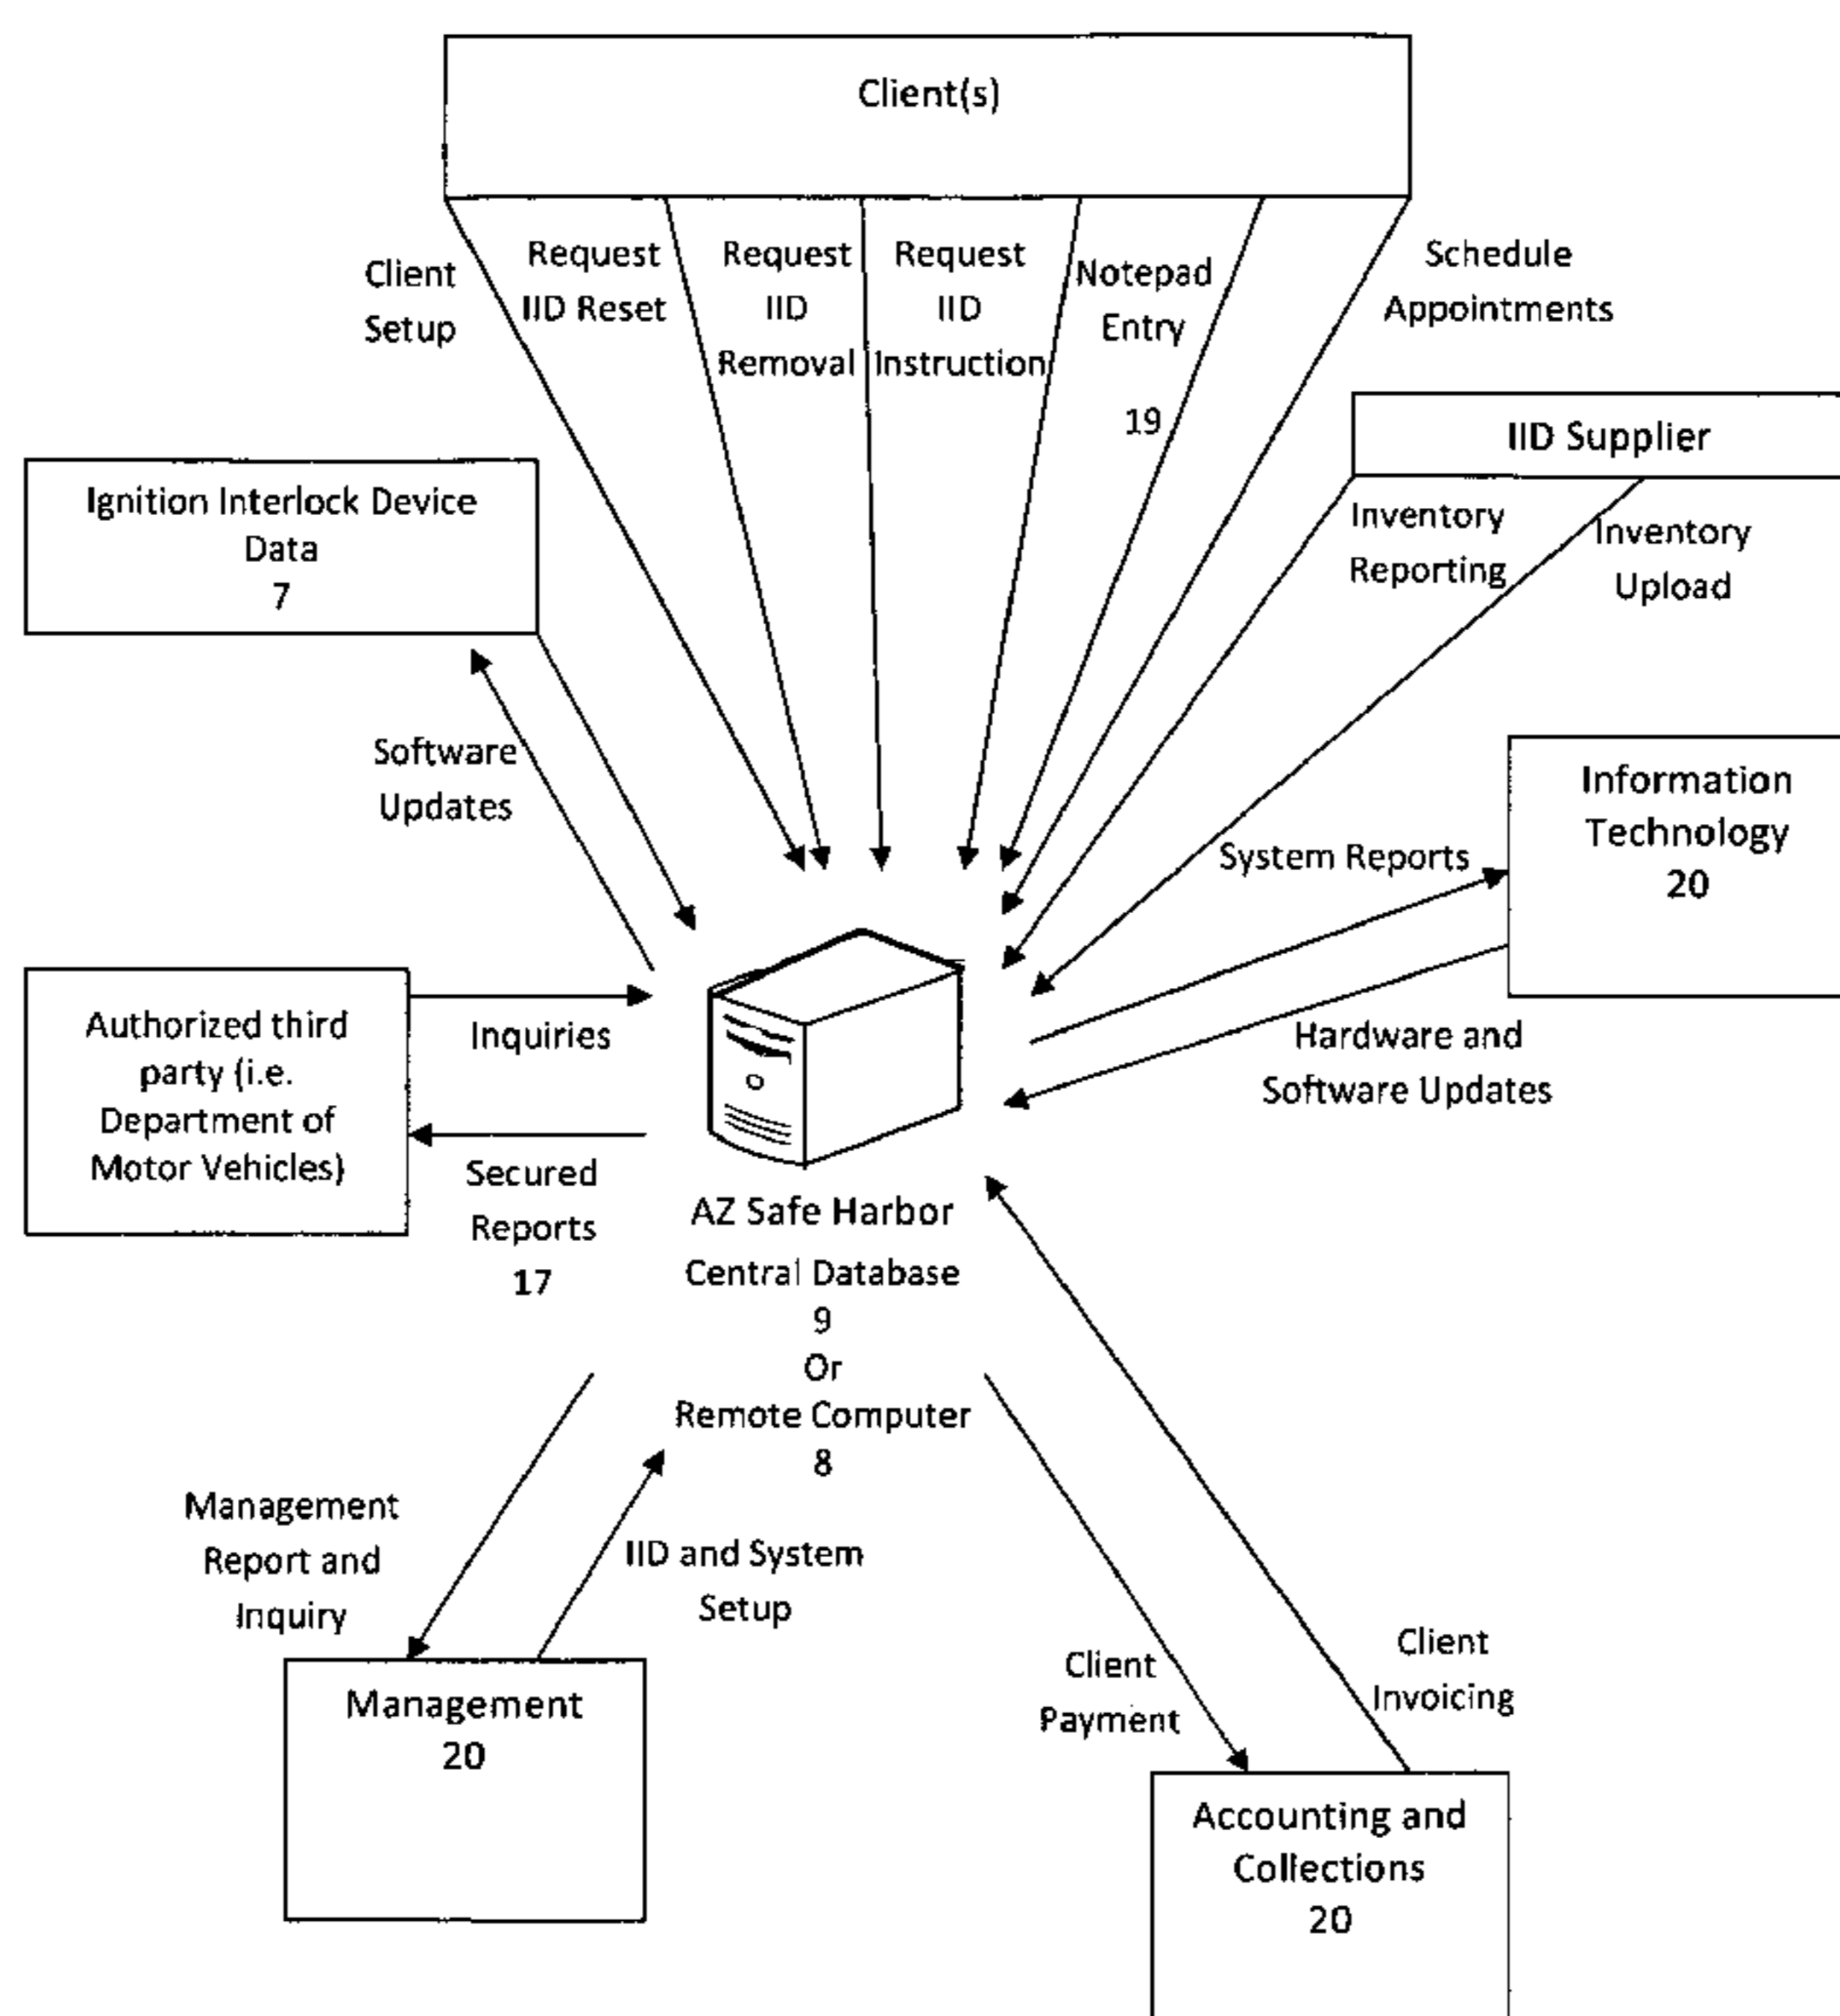 Client(s)
Client
Setup
Request
IID Reset
Request
IID
Removal
Request
IID
Instruction
Notepad
Entry
19
Schedule
Appointments
IID Supplier
Inventory
Reporting
Inventory
Upload
Ignition Interlock Device
Data
7
Software
Updates
Information
Technology
20
System Reports
Hardware and
Software Updates
Authorized third
party (i.e.
Department of
Motor Vehicles)
Inquiries
Secured
Reports
17
AZ Safe Harbor
Central Database
9
Or
Remote Computer
8
Management
Report and
Inquiry
IID and System
Setup
Management
20
Client
Payment
Client
Invoicing
Accounting and
Collections
20